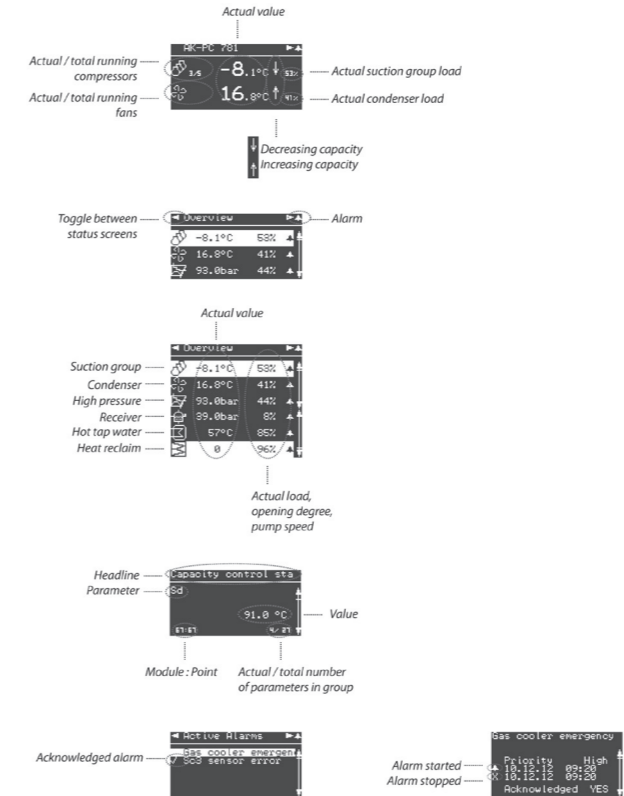 Actual value
AK-PC 781
Actual / total running
compressors
3/5
-8.1°C
53%
Actual suction group load
Actual / total running
fans
16.8°C
41%
Actual condenser load
Decreasing capacity
Increasing capacity
Toggle between
status screens
Overview
Alarm
-8.1°C 53%
16.8°C 41%
93.0bar 44%
Actual value
Overview
Suction group
-8.1°C 53%
Condenser
16.8°C 41%
High pressure
93.0bar 44%
Receiver
39.0bar 8%
Hot tap water
57°C 85%
Heat reclaim
0 96%
Actual load,
opening degree,
pump speed
Headline
Capacity control sta
Parameter
Sd
91.0 °C
Value
4/ 27
Module : Point
Actual / total number
of parameters in group
Active Alarms
Gas cooler emergen
Acknowledged alarm
Sc3 sensor error
Gas cooler emergency
Priority High
Alarm started
10.12.12 09:20
Alarm stopped
10.12.12 09:20
Acknowledged YES